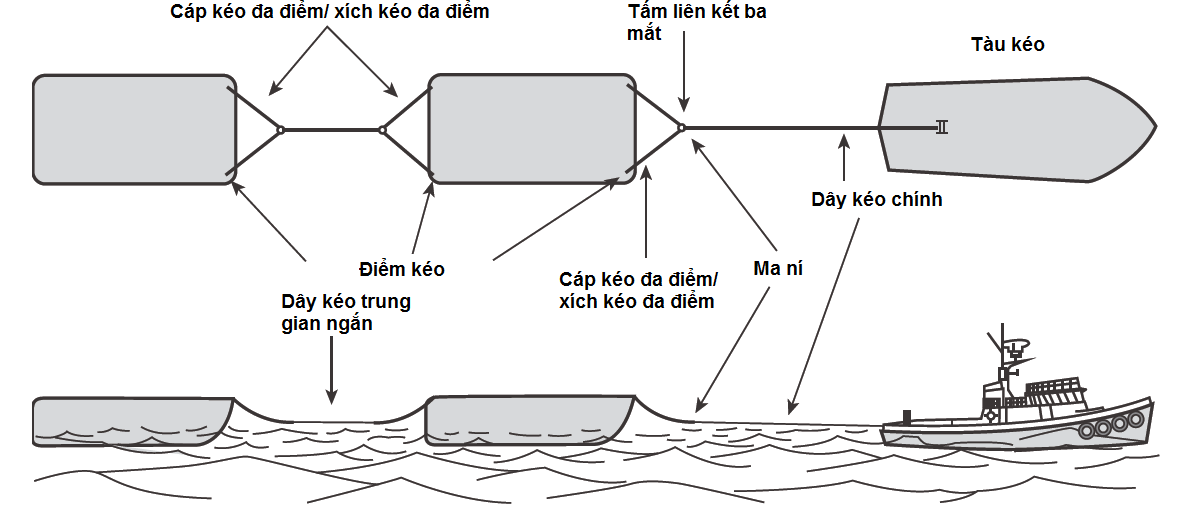 Cáp kéo đa điểm/ xích kéo đa điểm
Tấm liên kết ba
mắt
Tàu kéo
Dây kéo chính
Điểm kéo
Dây kéo trung
gian ngắn
Cáp kéo đa điểm/
xích kéo đa điểm
Ma ní